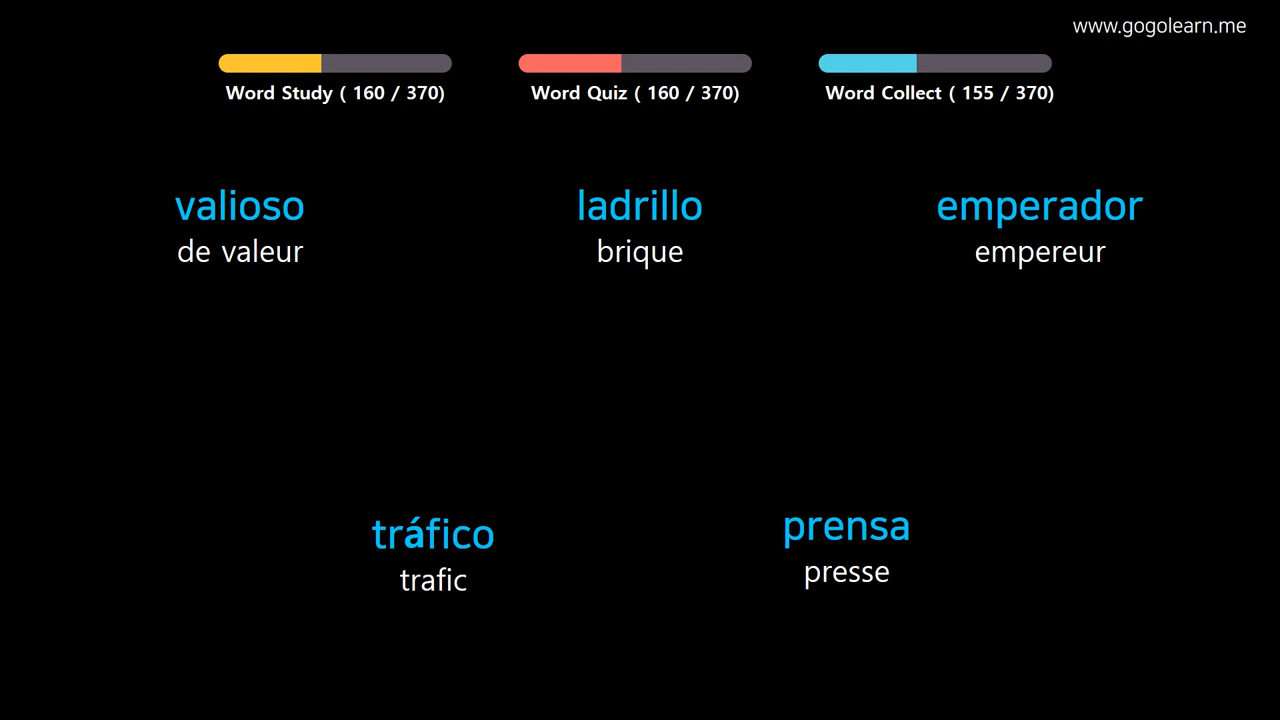 www.gogolearn.me
Word Study ( 160 / 370)
Word Quiz ( 160 / 370)
Word Collect ( 155 / 370)
valioso
de valeur
ladrillo
brique
emperador
empereur
tráfico
trafic
prensa
presse